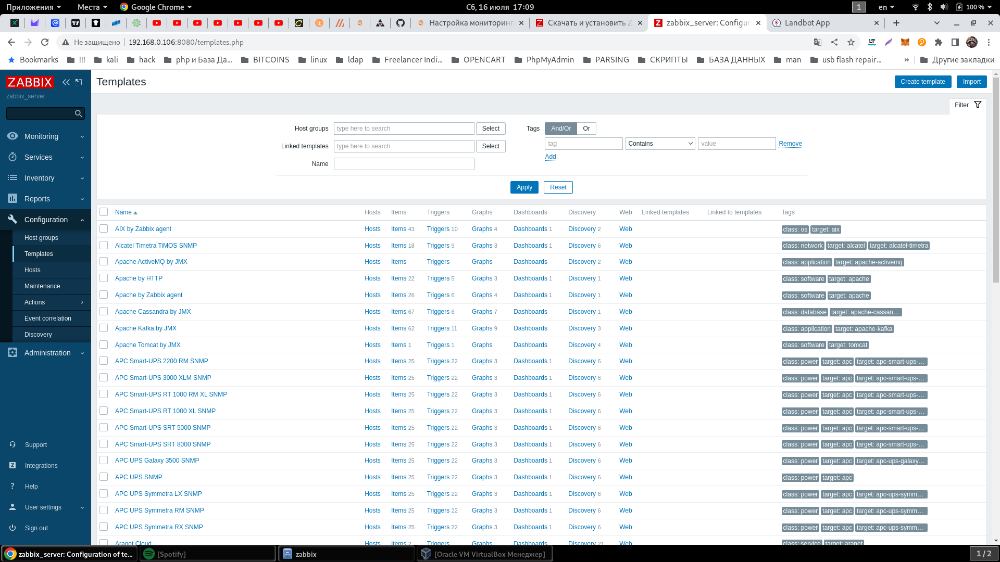 Приложения Места Google Chrome Сб, 16 июля 17:09 1 en 100 %
Настройка мониторинг Скачать и установить Z zabbix_server: Configur Landbot App
Не защищено 192.168.0.106:8080/templates.php
Bookmarks !!! kali hack php и База Да... BITCOINS linux ldap Freelancer Indi... OPENCART PhpMyAdmin PARSING СКРИПТЫ БАЗА ДАННЫХ man usb flash repair... » Другие закладки
ZABBIX
zabbix_server
Monitoring
Services
Inventory
Reports
Configuration
Host groups
Templates
Hosts
Maintenance
Actions
Event correlation
Discovery
Administration
Support
Integrations
Help
User settings
Sign out
Templates Create template Import
Filter
Host groups type here to search Select Tags And/Or Or
tag Contains value Remove
Linked templates type here to search Select
Add
Name
Apply Reset
Name Hosts Items Triggers Graphs Dashboards Discovery Web Linked templates Linked to templates Tags
AIX by Zabbix agent Hosts Items 43 Triggers 10 Graphs 4 Dashboards 1 Discovery 2 Web class: os target: aix
Alcatel Timetra TiMOS SNMP Hosts Items 18 Triggers 9 Graphs 3 Dashboards 1 Discovery 6 Web class: network target: alcatel target: alcatel-timetra
Apache ActiveMQ by JMX Hosts Items Triggers Graphs Dashboards Discovery 2 Web class: application target: apache-activemq
Apache by HTTP Hosts Items 22 Triggers 5 Graphs 3 Dashboards 1 Discovery 1 Web class: software target: apache
Apache by Zabbix agent Hosts Items 26 Triggers 6 Graphs 4 Dashboards 1 Discovery 1 Web class: software target: apache
Apache Cassandra by JMX Hosts Items 67 Triggers 6 Graphs 7 Dashboards Discovery 1 Web class: database target: apache-cassan...
Apache Kafka by JMX Hosts Items 62 Triggers 11 Graphs 9 Dashboards Discovery 3 Web class: application target: apache-kafka
Apache Tomcat by JMX Hosts Items 1 Triggers 1 Graphs Dashboards Discovery 4 Web class: software target: tomcat
APC Smart-UPS 2200 RM SNMP Hosts Items 25 Triggers 22 Graphs 3 Dashboards 1 Discovery 6 Web class: power target: apc target: apc-smart-ups-...
APC Smart-UPS 3000 XLM SNMP Hosts Items 25 Triggers 22 Graphs 3 Dashboards 1 Discovery 6 Web class: power target: apc target: apc-smart-ups-...
APC Smart-UPS RT 1000 RM XL SNMP Hosts Items 25 Triggers 22 Graphs 3 Dashboards 1 Discovery 6 Web class: power target: apc target: apc-smart-ups-...
APC Smart-UPS RT 1000 XL SNMP Hosts Items 25 Triggers 22 Graphs 3 Dashboards 1 Discovery 6 Web class: power target: apc target: apc-smart-ups-...
APC Smart-UPS SRT 5000 SNMP Hosts Items 25 Triggers 22 Graphs 3 Dashboards 1 Discovery 6 Web class: power target: apc target: apc-smart-ups-...
APC Smart-UPS SRT 8000 SNMP Hosts Items 25 Triggers 22 Graphs 3 Dashboards 1 Discovery 6 Web class: power target: apc target: apc-smart-ups-...
APC UPS Galaxy 3500 SNMP Hosts Items 25 Triggers 22 Graphs 3 Dashboards 1 Discovery 6 Web class: power target: apc target: apc-ups-galaxy...
APC UPS SNMP Hosts Items 25 Triggers 22 Graphs 3 Dashboards 1 Discovery 6 Web class: power target: apc
APC UPS Symmetra LX SNMP Hosts Items 25 Triggers 22 Graphs 3 Dashboards 1 Discovery 6 Web class: power target: apc target: apc-ups-symm...
APC UPS Symmetra RM SNMP Hosts Items 25 Triggers 22 Graphs 3 Dashboards 1 Discovery 6 Web class: power target: apc target: apc-ups-symm...
APC UPS Symmetra RX SNMP Hosts Items 25 Triggers 22 Graphs 3 Dashboards 1 Discovery 6 Web class: power target: apc target: apc-ups-symm...
Aranet Cloud Hosts Items 2 Triggers Graphs Dashboards Discovery 21 Web class: service target: aranet
zabbix_server: Configuration of te... [Spotify] zabbix [Oracle VM VirtualBox Менеджер] 1 / 2